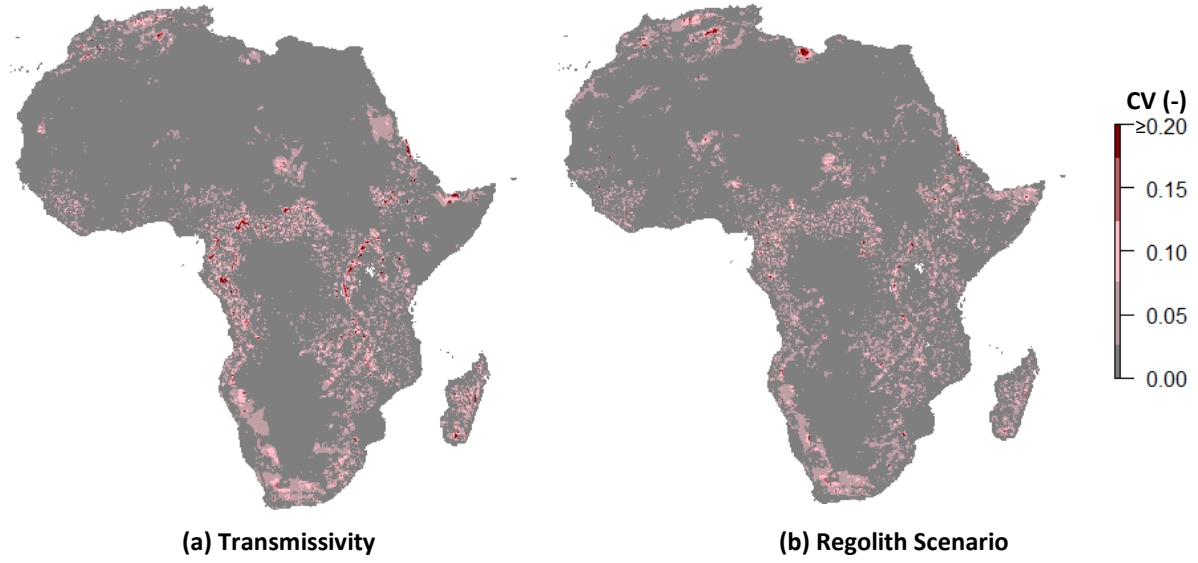 CV (-)
≥0.20
0.15
0.10
0.05
0.00
(a) Transmissivity
(b) Regolith Scenario